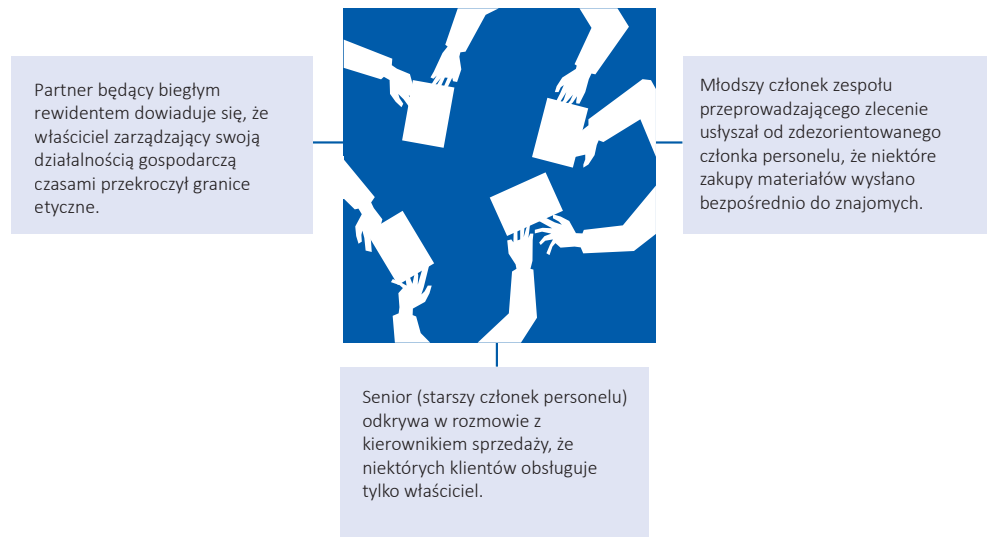 Partner będący biegłym
rewidentem dowiaduje się, że
właściciel zarządzający swoją
działalnością gospodarczą
czasami przekroczył granice
etyczne.
Młodszy członek zespołu
przeprowadzającego zlecenie
usłyszał od zdezorientowanego
członka personelu, że niektóre
zakupy materiałów wysłano
bezpośrednio do znajomych.
Senior (starszy członek personelu)
odkrywa w rozmowie z
kierownikiem sprzedaży, że
niektórych klientów obsługuje
tylko właściciel.